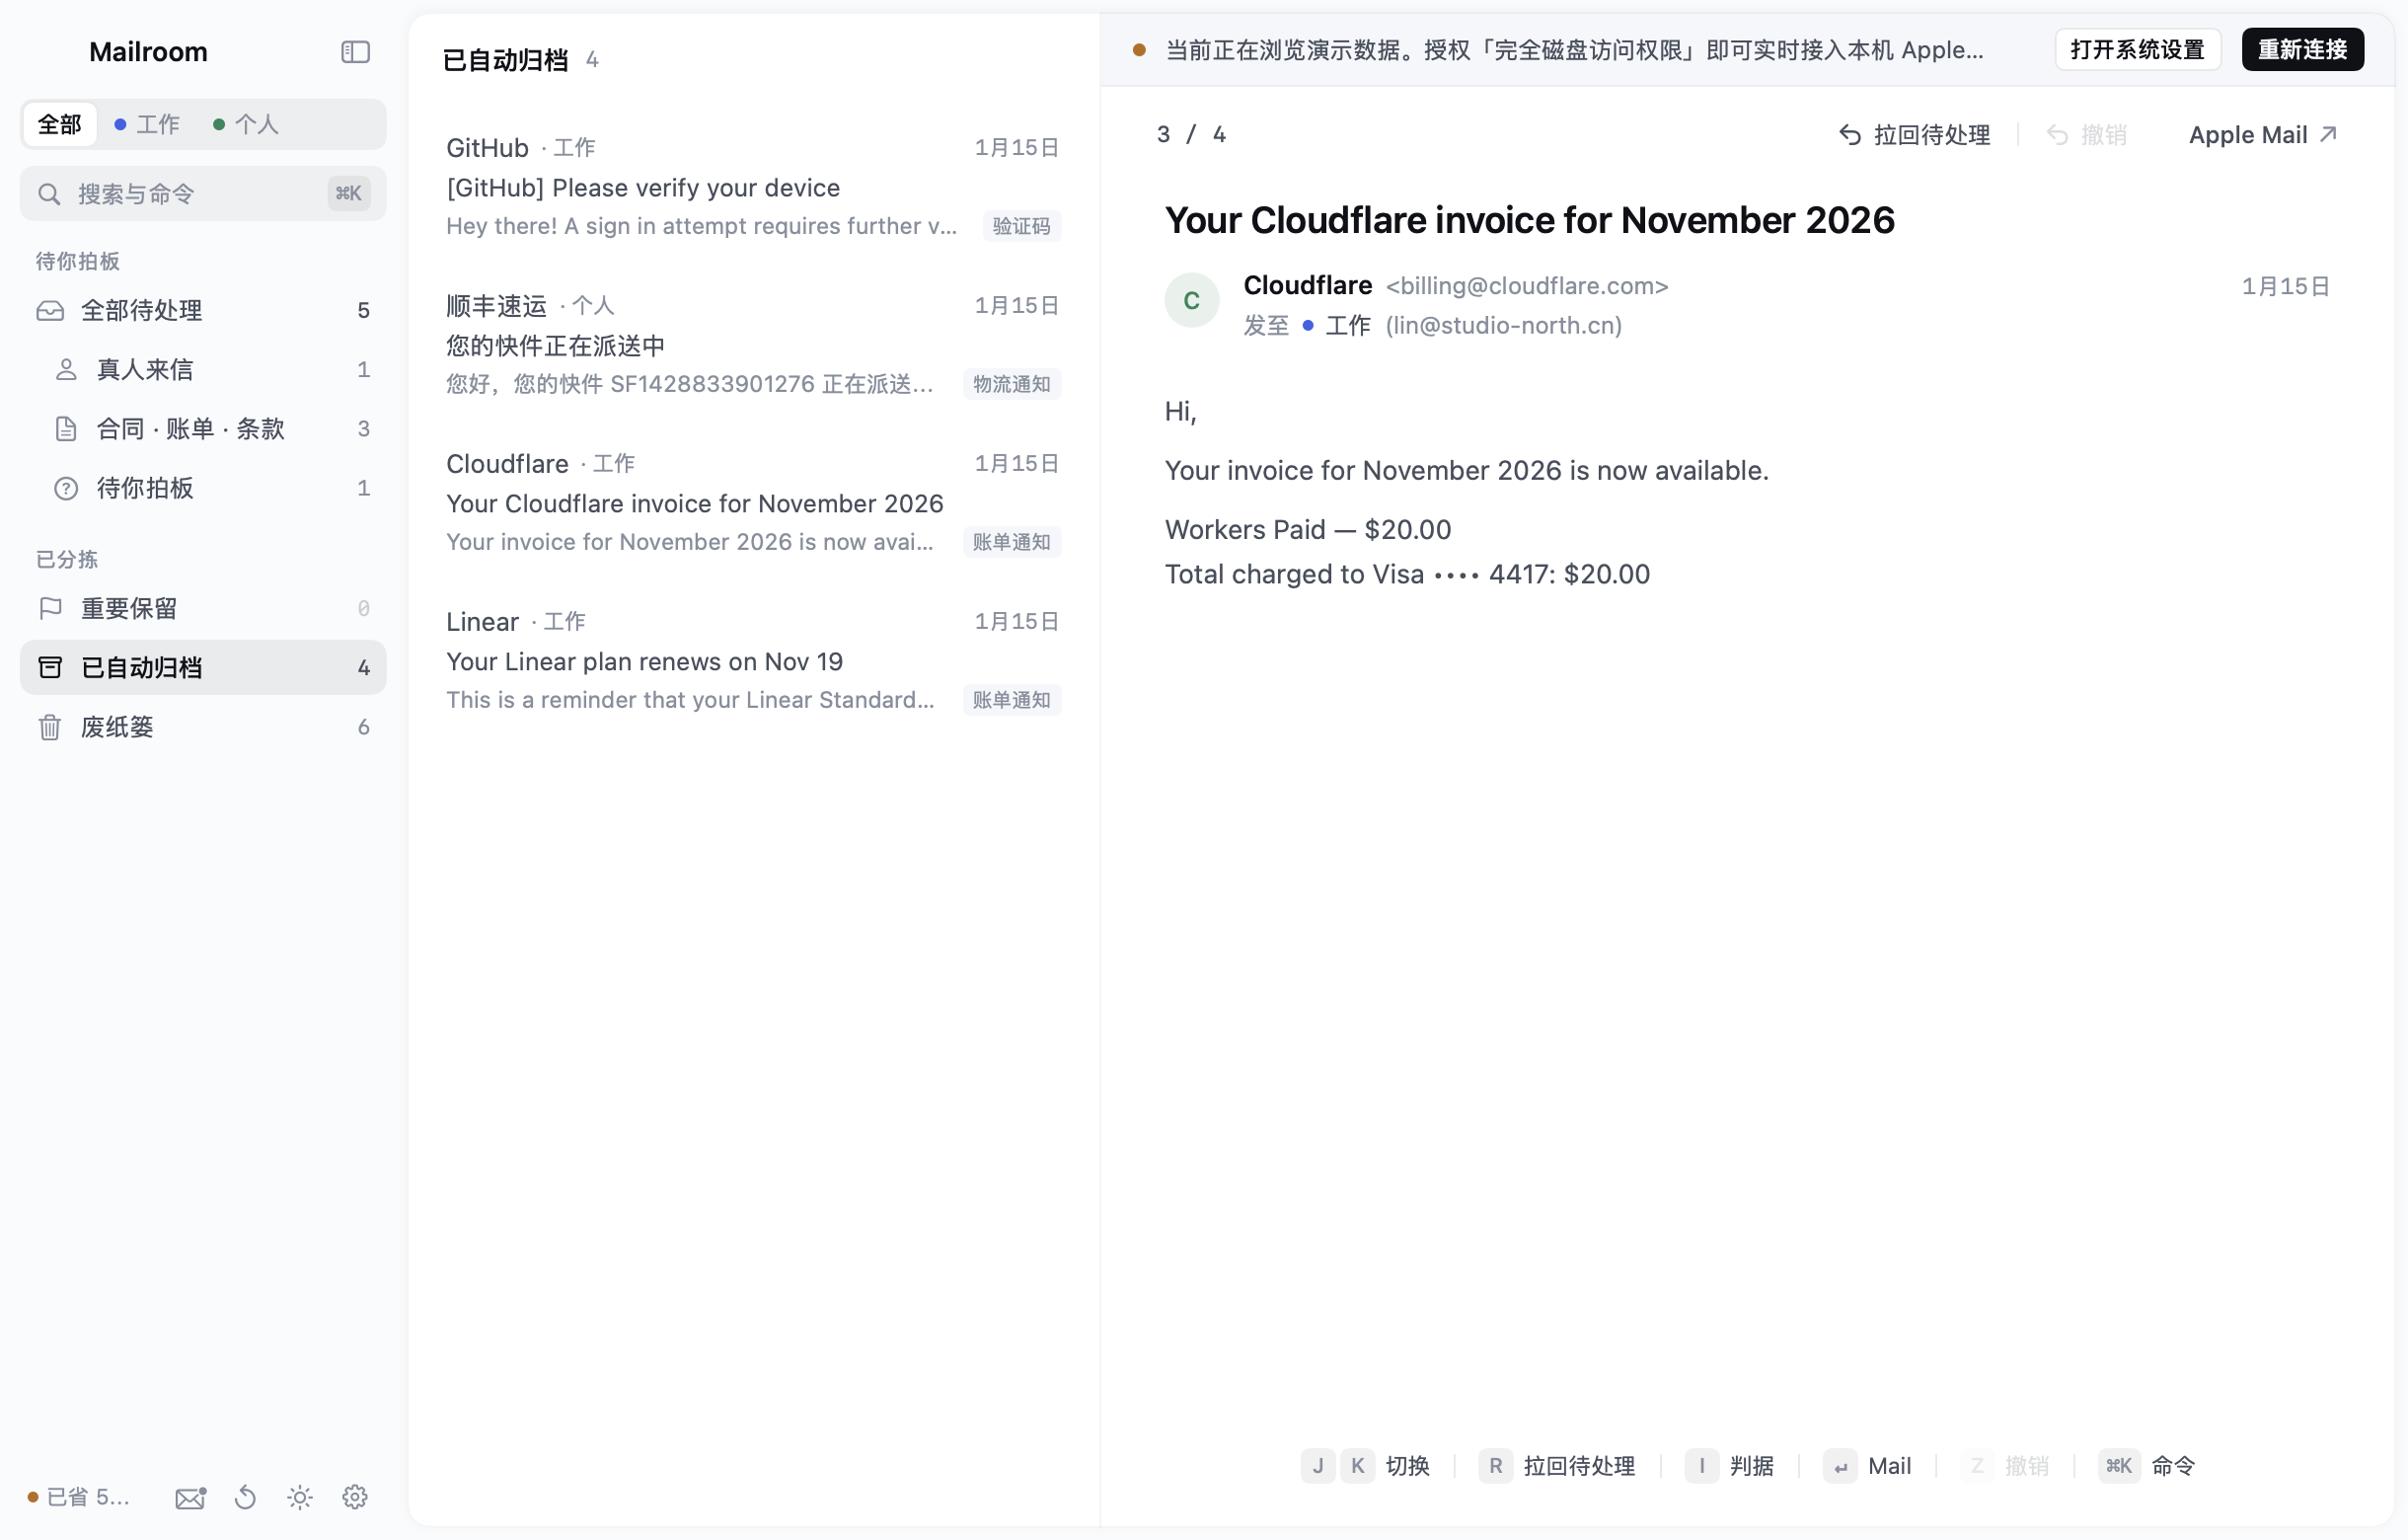 Mailroom
全部 工作 个人
搜索与命令 ⌘K
待你拍板
全部待处理 5
真人来信 1
合同 · 账单 · 条款 3
待你拍板 1
已分拣
重要保留 0
已自动归档 4
废纸篓 6
已省 5...
已自动归档 4
GitHub · 工作 1月15日
[GitHub] Please verify your device
Hey there! A sign in attempt requires further v... 验证码
顺丰速运 · 个人 1月15日
您的快件正在派送中
您好，您的快件 SF1428833901276 正在派送... 物流通知
Cloudflare · 工作 1月15日
Your Cloudflare invoice for November 2026
Your invoice for November 2026 is now avai... 账单通知
Linear · 工作 1月15日
Your Linear plan renews on Nov 19
This is a reminder that your Linear Standard... 账单通知
当前正在浏览演示数据。授权「完全磁盘访问权限」即可实时接入本机 Apple... 打开系统设置 重新连接
3 / 4 拉回待处理 撤销 Apple Mail
Your Cloudflare invoice for November 2026
C
Cloudflare <billing@cloudflare.com> 1月15日
发至 工作 (lin@studio-north.cn)
Hi,
Your invoice for November 2026 is now available.
Workers Paid — $20.00
Total charged to Visa •••• 4417: $20.00
J K 切换 R 拉回待处理 I 判据 ↵ Mail Z 撤销 ⌘K 命令